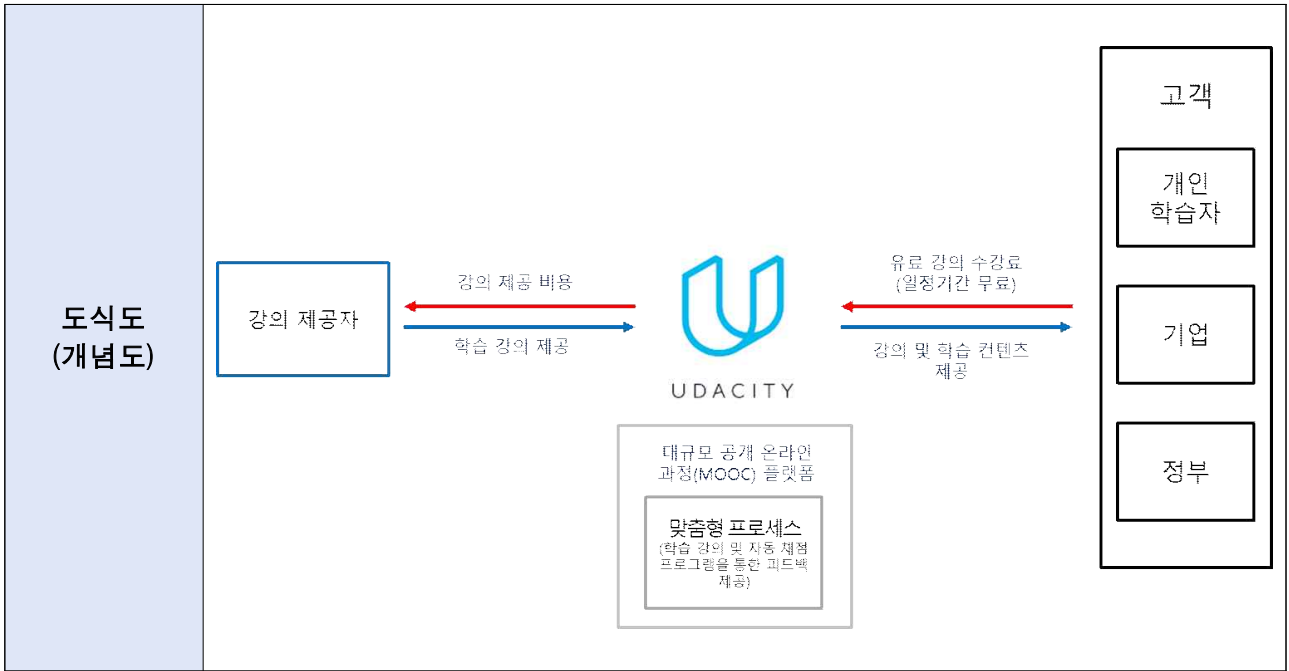 도식도
(개념도)
강의 제공자
강의 제공 비용
학습 강의 제공
UDACITY
대규모 공개 온라인
과정(MOOC) 플랫폼
맞춤형 프로세스
(학습 강의 및 자동 채점
프로그램을 통한 피드백
제공)
유료 강의 수강료
(일정기간 무료)
강의 및 학습 컨텐츠
제공
고객
개인
학습자
기업
정부